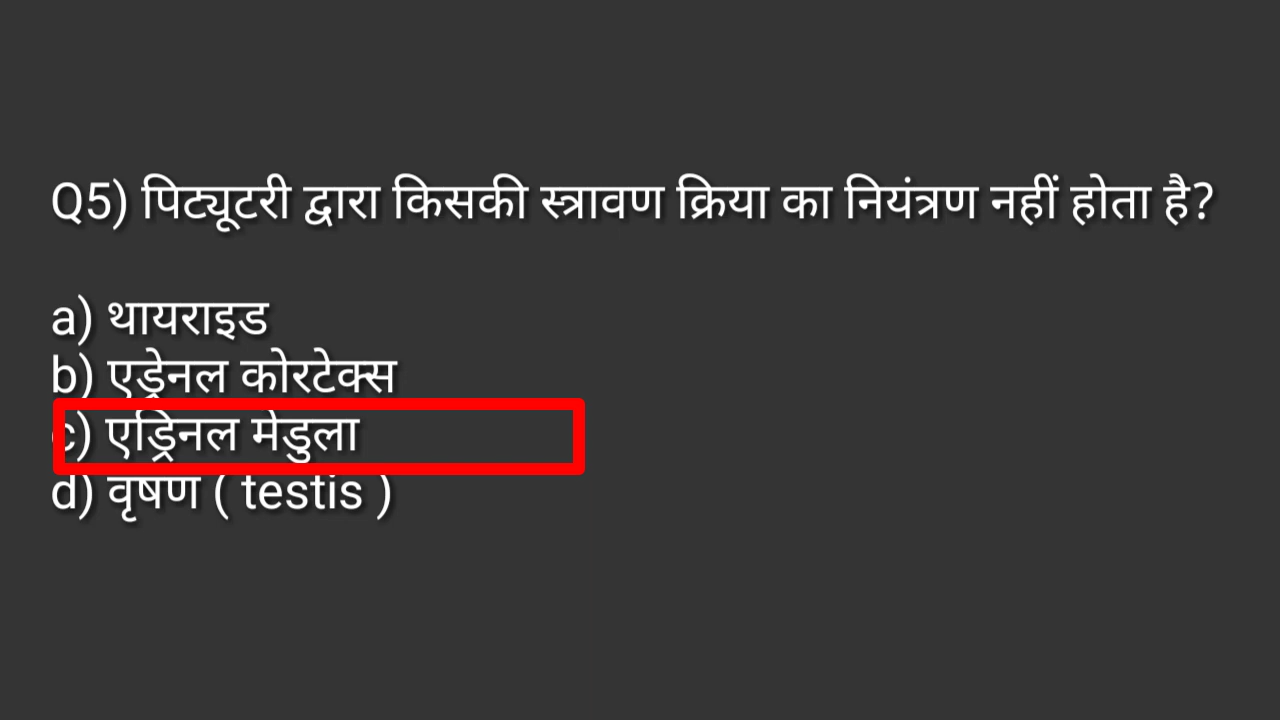 Q5) पिट्यूटरी द्वारा किसकी स्त्रावण क्रिया का नियंत्रण नहीं होता है?
a) थायराइड
b) एड्रेनल कोरटेक्स
c) एड्रिनल मेडुला
d) वृषण ( testis )